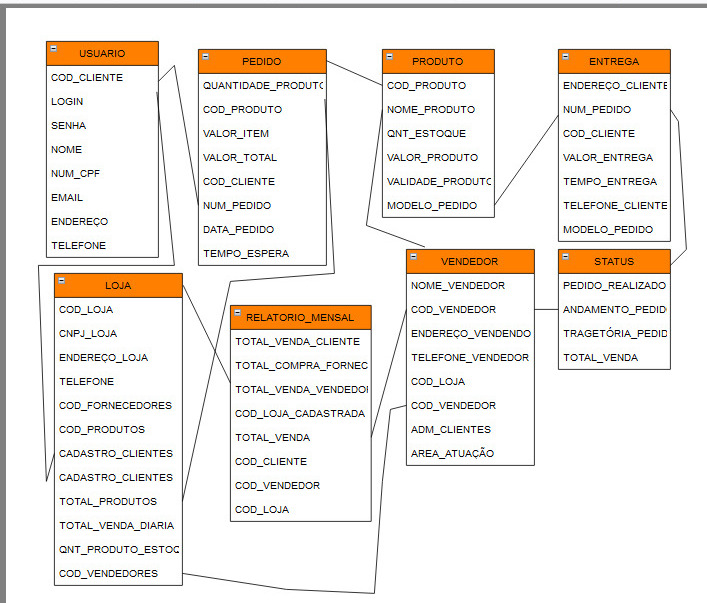 USUARIO
COD_CLIENTE
LOGIN
SENHA
NOME
NUM_CPF
EMAIL
ENDEREÇO
TELEFONE
PEDIDO
QUANTIDADE_PRODUTO
COD_PRODUTO
VALOR_ITEM
VALOR_TOTAL
COD_CLIENTE
NUM_PEDIDO
DATA_PEDIDO
TEMPO_ESPERA
PRODUTO
COD_PRODUTO
NOME_PRODUTO
QNT_ESTOQUE
VALOR_PRODUTO
VALIDADE_PRODUTO
MODELO_PEDIDO
ENTREGA
ENDEREÇO_CLIENTE
NUM_PEDIDO
COD_CLIENTE
VALOR_ENTREGA
TEMPO_ENTREGA
TELEFONE_CLIENTE
MODELO_PEDIDO
LOJA
COD_LOJA
CNPJ_LOJA
ENDEREÇO_LOJA
TELEFONE
COD_FORNECEDORES
COD_PRODUTOS
CADASTRO_CLIENTES
CADASTRO_CLIENTES
TOTAL_PRODUTOS
TOTAL_VENDA_DIARIA
QNT_PRODUTO_ESTOQ
COD_VENDEDORES
RELATORIO_MENSAL
TOTAL_VENDA_CLIENTE
TOTAL_COMPRA_FORNEC
TOTAL_VENDA_VENDEDOR
COD_LOJA_CADASTRADA
TOTAL_VENDA
COD_CLIENTE
COD_VENDEDOR
COD_LOJA
VENDEDOR
NOME_VENDEDOR
COD_VENDEDOR
ENDEREÇO_VENDENDO
TELEFONE_VENDEDOR
COD_LOJA
COD_VENDEDOR
ADM_CLIENTES
AREA_ATUAÇÃO
STATUS
PEDIDO_REALIZADO
ANDAMENTO_PEDID
TRAGETÓRIA_PEDID
TOTAL_VENDA